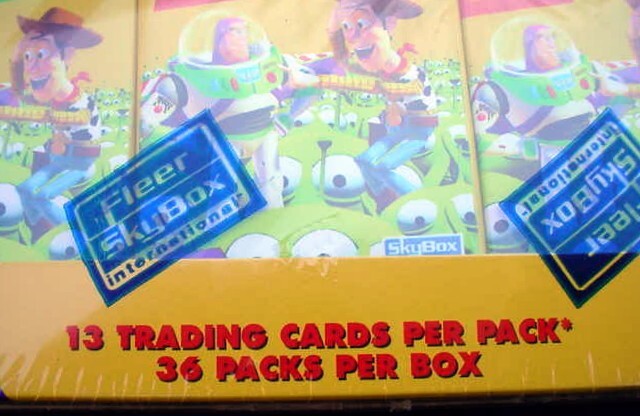 Fleer
SkyBox
international
Fleer
SkyBox
international
SkyBox
13 TRADING CARDS PER PACK*
36 PACKS PER BOX